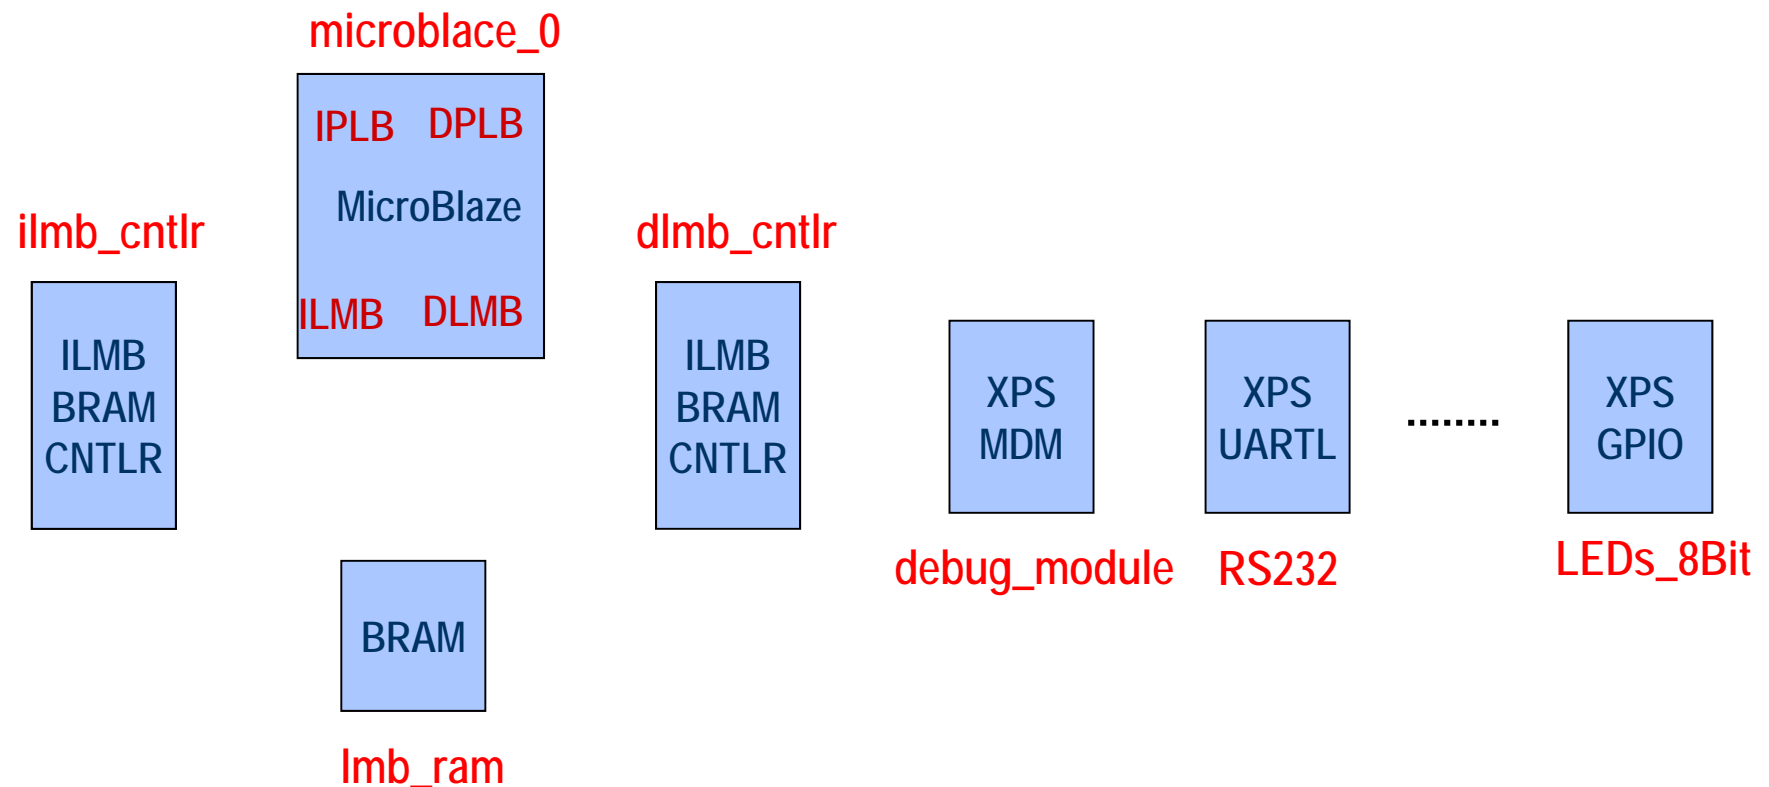 microblace_0
IPLB DPLB
MicroBlaze
ILMB DLMB
ilmb_cntlr
ILMB
BRAM
CNTLR
dlmb_cntlr
ILMB
BRAM
CNTLR
BRAM
lmb_ram
XPS
MDM
debug_module
XPS
UARTL
RS232
........
XPS
GPIO
LEDs_8Bit